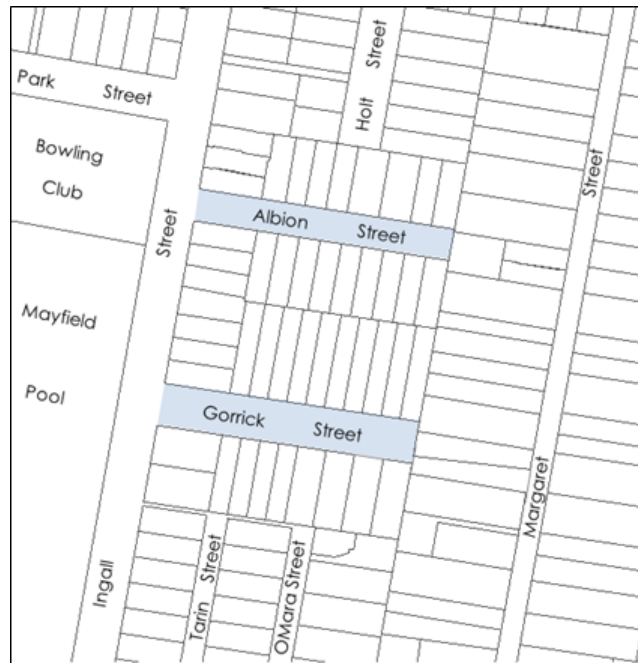 Holt Street
Park Street
Bowling
Club
Street
Albion Street
Street
Mayfield
Pool
Gorrick Street
Margaret
Ingall
Tarin Street
OMara Street